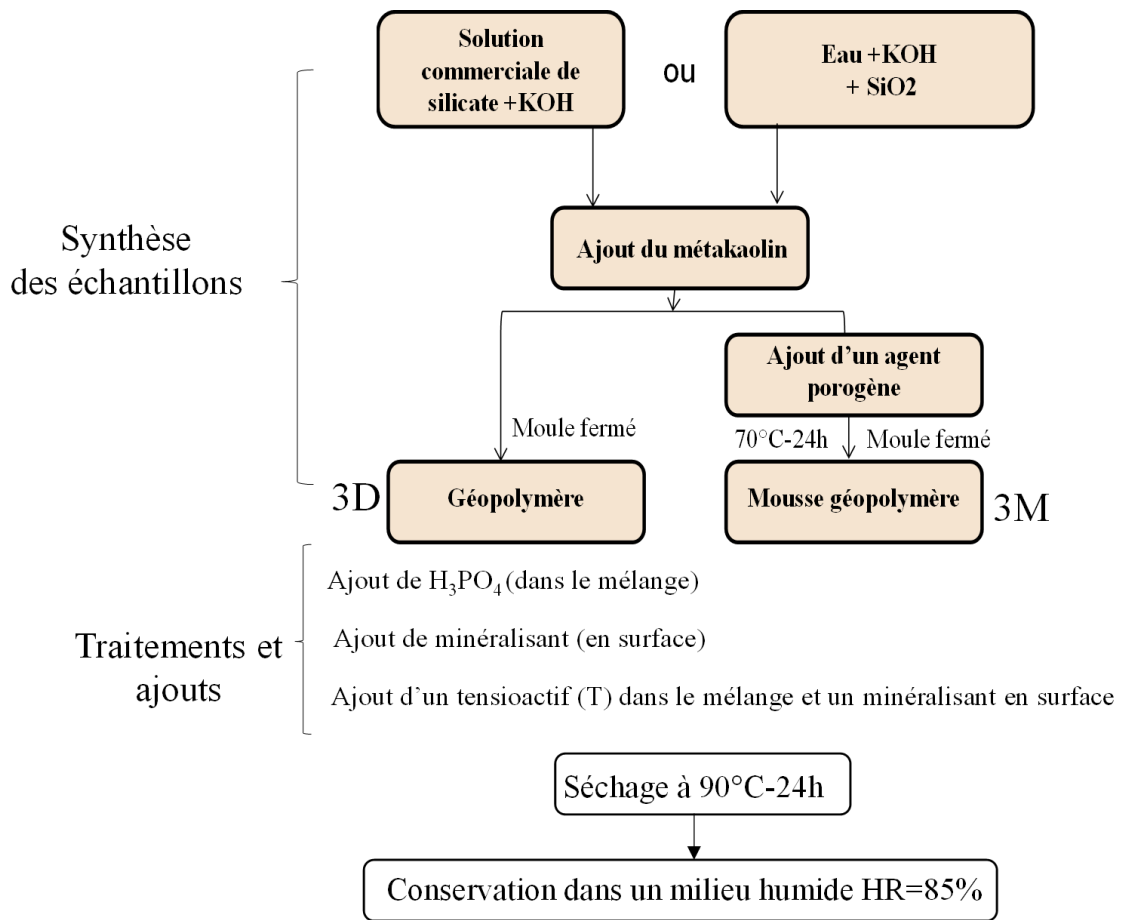 Solution
commerciale de
silicate +KOH
ou
Eau +KOH
+ SiO2
Synthèse
des échantillons
Ajout du métakaolin
Ajout d’un agent
porogène
Moule fermé
70°C-24h
Moule fermé
3D
Géopolymère
Mousse géopolymère
3M
Traitements et
ajouts
Ajout de H₃PO₄ (dans le mélange)
Ajout de minéralisant (en surface)
Ajout d’un tensioactif (T) dans le mélange et un minéralisant en surface
Séchage à 90°C-24h
Conservation dans un milieu humide HR=85%